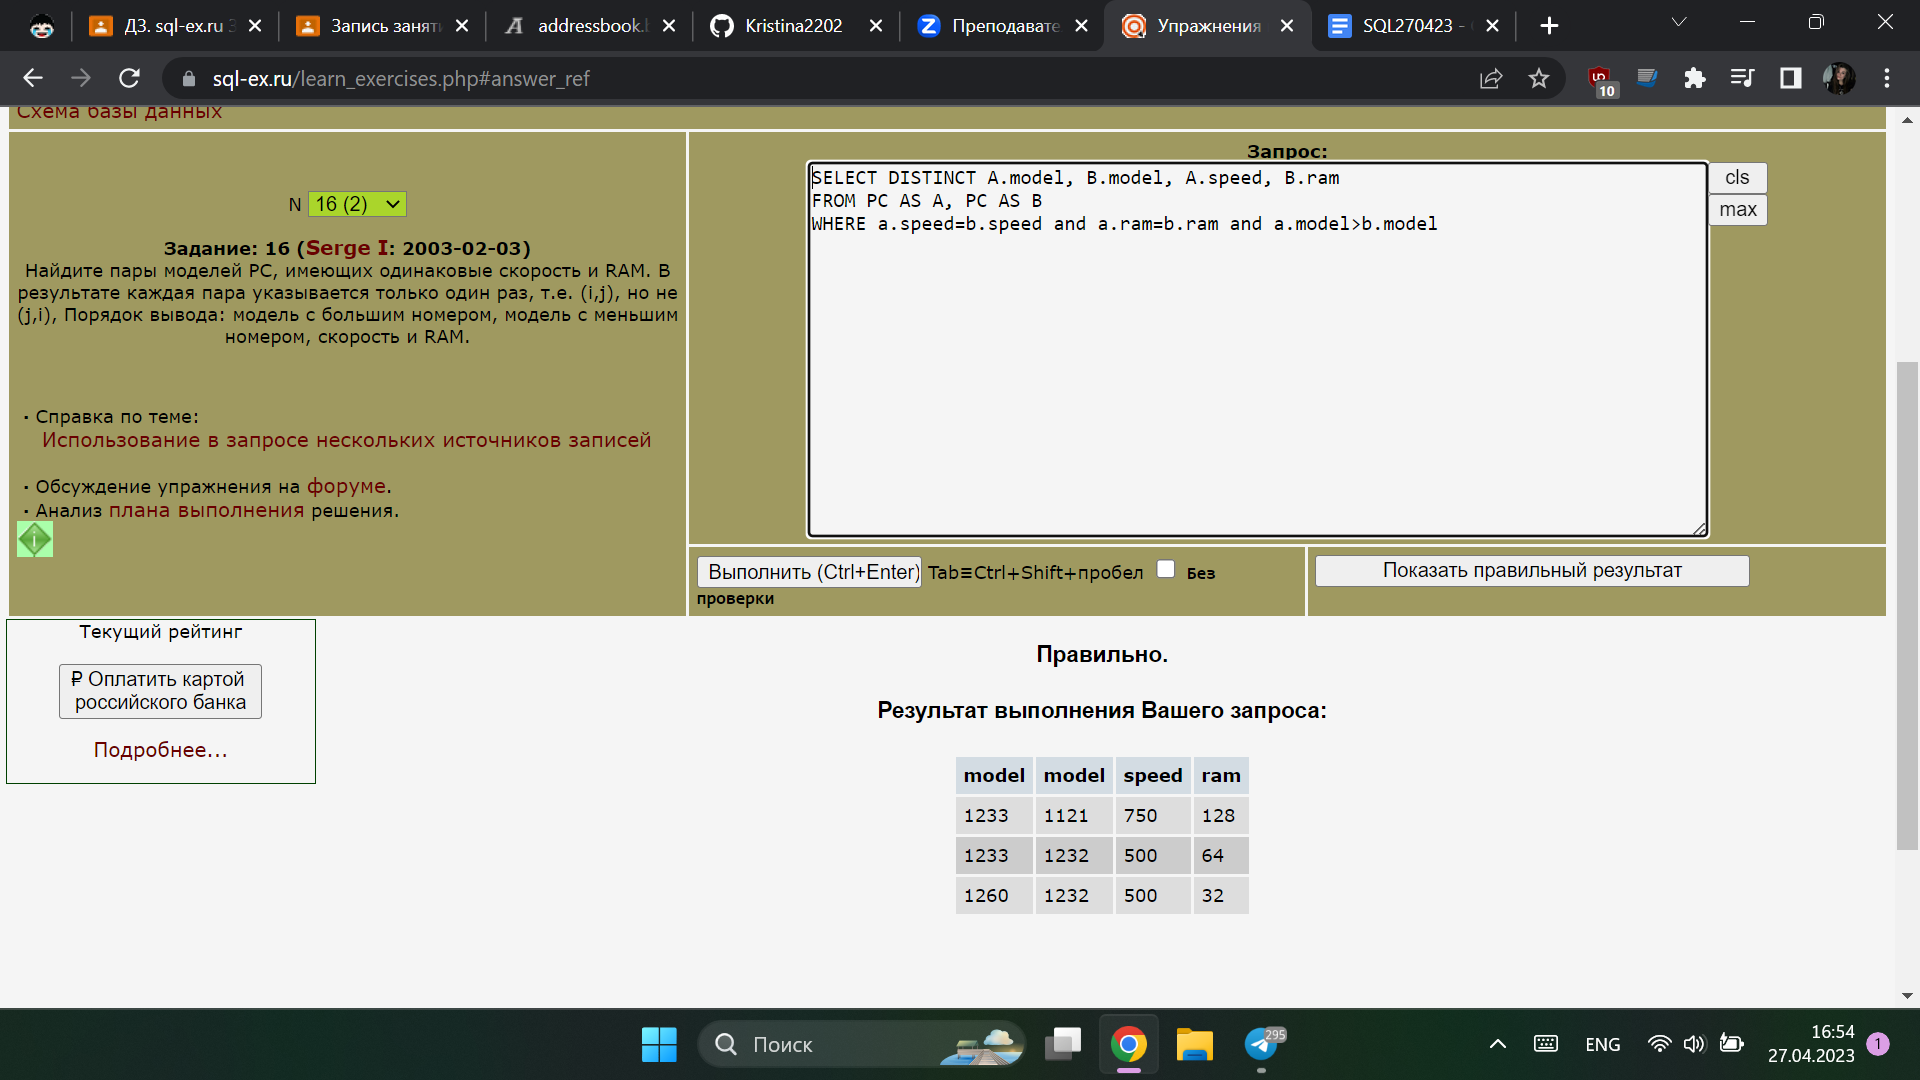 ДЗ. sql-ex.ru З
Запись заняти
addressbook.b
Kristina2202
Преподавате
Упражнения
SQL270423 -
sql-ex.ru/learn_exercises.php#answer_ref
10
Схема базы данных
N 16 (2)
Задание: 16 (Serge I: 2003-02-03)
Найдите пары моделей PC, имеющих одинаковые скорость и RAM. В
результате каждая пара указывается только один раз, т.е. (i,j), но не
(j,i), Порядок вывода: модель с большим номером, модель с меньшим
номером, скорость и RAM.
· Справка по теме:
Использование в запросе нескольких источников записей
· Обсуждение упражнения на форуме.
· Анализ плана выполнения решения.
Запрос:
SELECT DISTINCT A.model, B.model, A.speed, B.ram
FROM PC AS A, PC AS B
WHERE a.speed=b.speed and a.ram=b.ram and a.model>b.model
cls
max
Выполнить (Ctrl+Enter) Tab≡Ctrl+Shift+пробел Без
проверки
Показать правильный результат
Текущий рейтинг
₽ Оплатить картой
российского банка
Подробнее...
Правильно.
Результат выполнения Вашего запроса:
model model speed ram
1233 1121 750 128
1233 1232 500 64
1260 1232 500 32
Поиск
295
ENG
16:54
27.04.2023
1